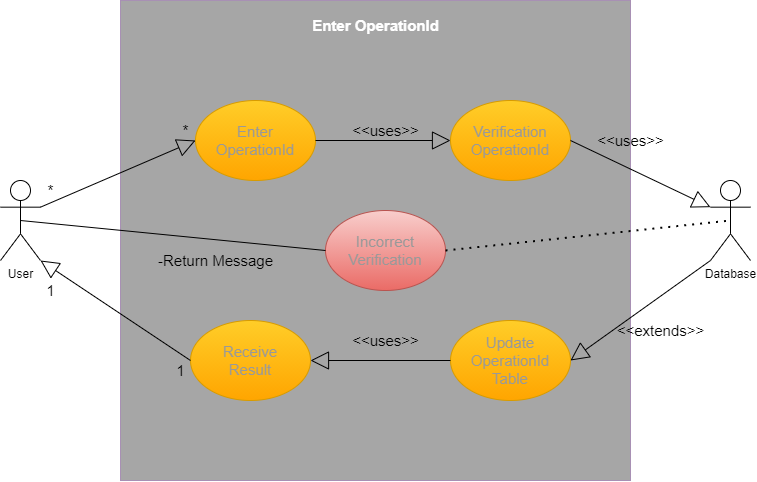 Enter OperationId
*
Enter
OperationId
<<uses>>
Verification
OperationId
<<uses>>
*
Incorrect
Verification
-Return Message
User
Database
1
<<extends>>
<<uses>>
Update
OperationId
Table
Receive
Result
1